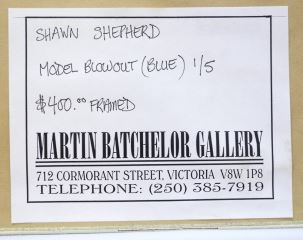 SHAWN SHEPHERD
MODEL BLOWOUT (BLUE) 1/5
$400.00 FRAMED
MARTIN BATCHELOR GALLERY
712 CORMORANT STREET, VICTORIA V8W 1P8
TELEPHONE: (250) 385-7919